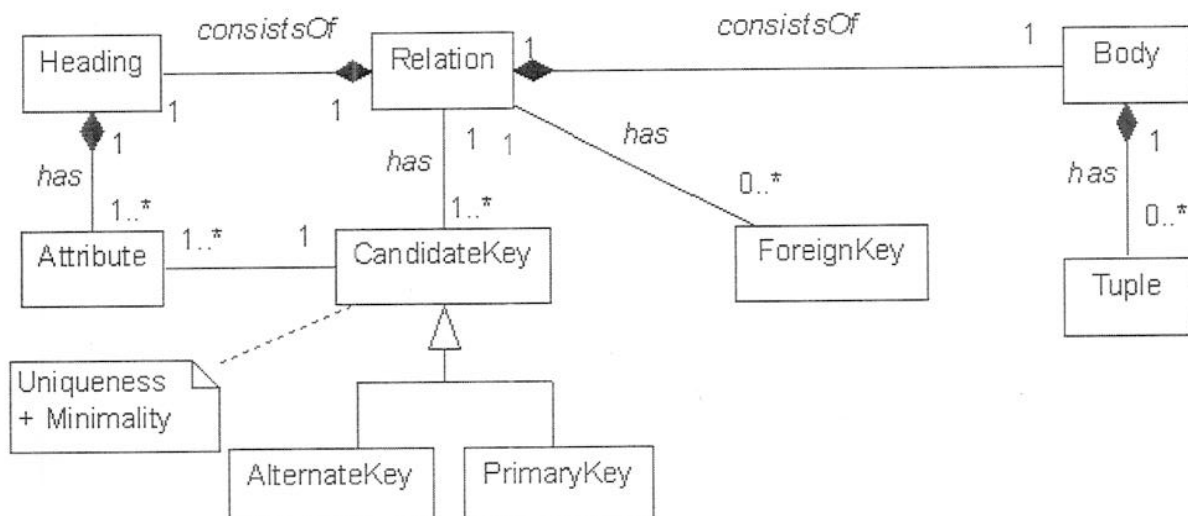 consistsOf
consistsOf
Heading
Relation
1
1
Body
1
1
1
1
1
1
1
has
has
has
has
1..*
1..*
0..*
0..*
1..*
1
Attribute
CandidateKey
ForeignKey
Tuple
Uniqueness
+ Minimality
AlternateKey
PrimaryKey